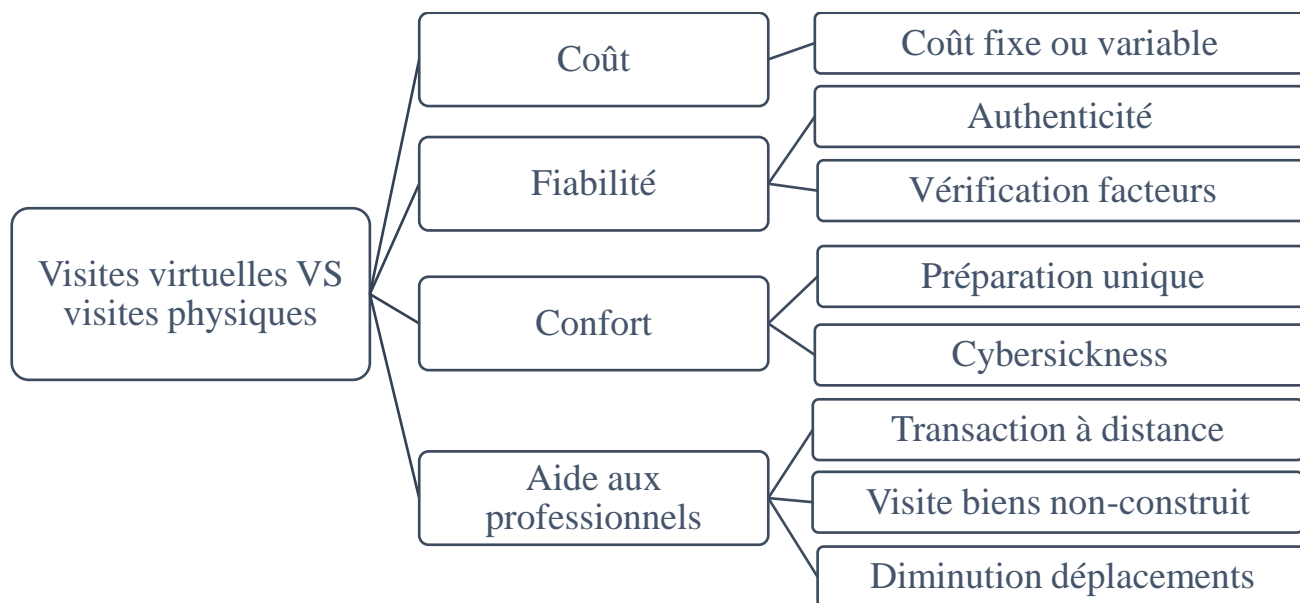 Visites virtuelles VS
visites physiques
Coût
Coût fixe ou variable
Fiabilité
Authenticité
Vérification facteurs
Confort
Préparation unique
Cybersickness
Aide aux
professionnels
Transaction à distance
Visite biens non-construit
Diminution déplacements